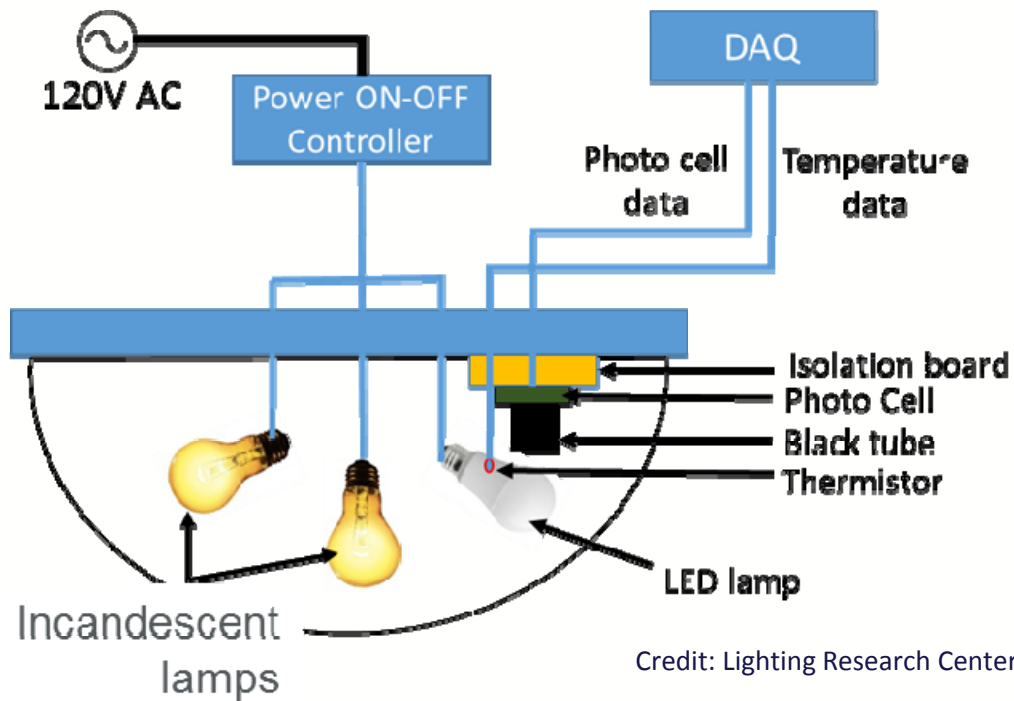 120V AC
Power ON-OFF
Controller
DAQ
Photo cell
data
Temperature
data
Isolation board
Photo Cell
Black tube
Thermistor
LED lamp
Incandescent
lamps
Credit: Lighting Research Center